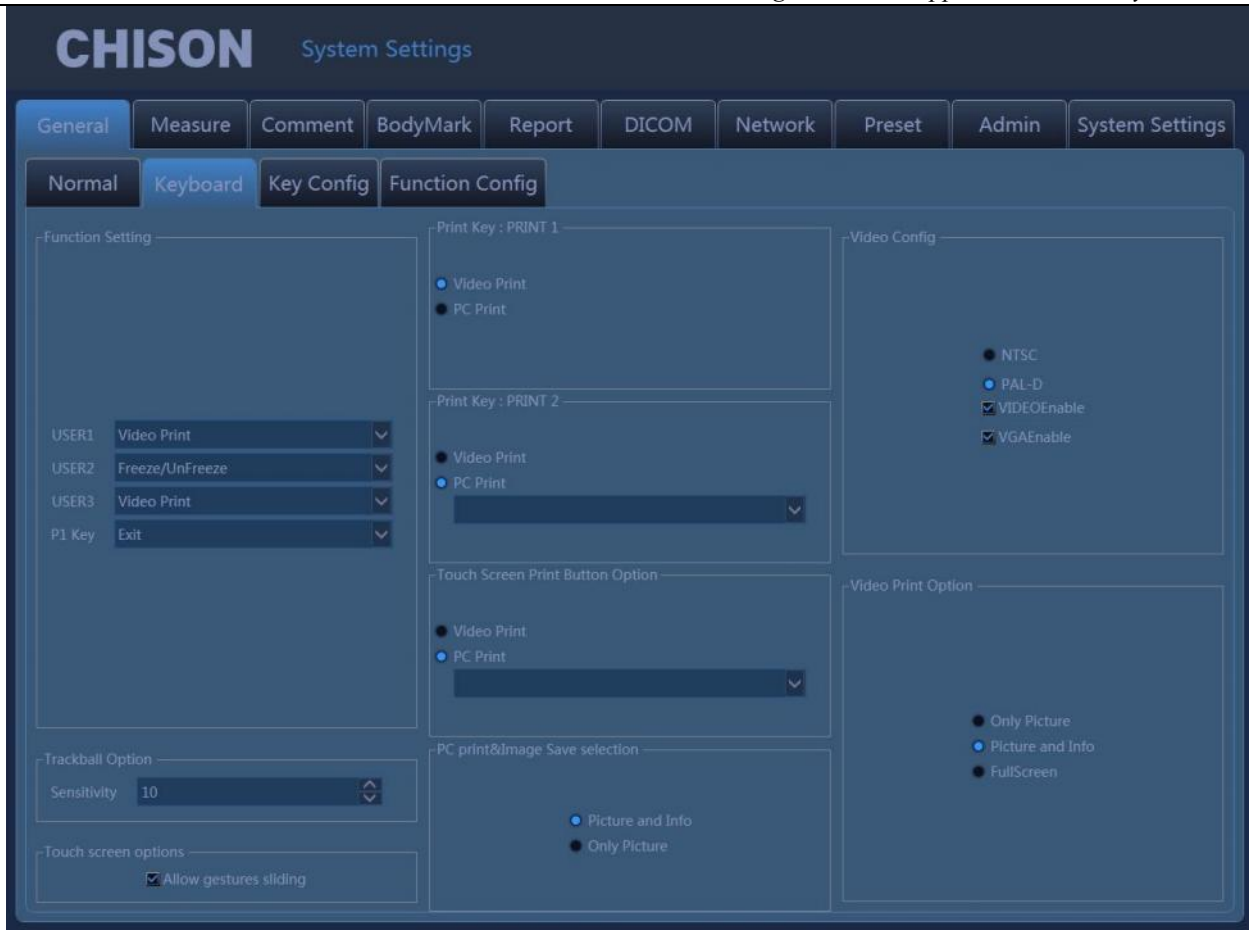 CHISON System Settings
General Measure Comment BodyMark Report DICOM Network Preset Admin System Settings
Normal Keyboard Key Config Function Config
Function Setting
USER1 Video Print
USER2 Freeze/UnFreeze
USER3 Video Print
P1 Key Exit
Trackball Option
Sensitivity 10
Touch screen options
Allow gestures sliding
Print Key : PRINT 1
Video Print
PC Print
Print Key : PRINT 2
Video Print
PC Print
Touch Screen Print Button Option
Video Print
PC Print
PC print&Image Save selection
Picture and Info
Only Picture
Video Config
NTSC
PAL-D
VIDEOEnable
VGAEnable
Video Print Option
Only Picture
Picture and Info
FullScreen